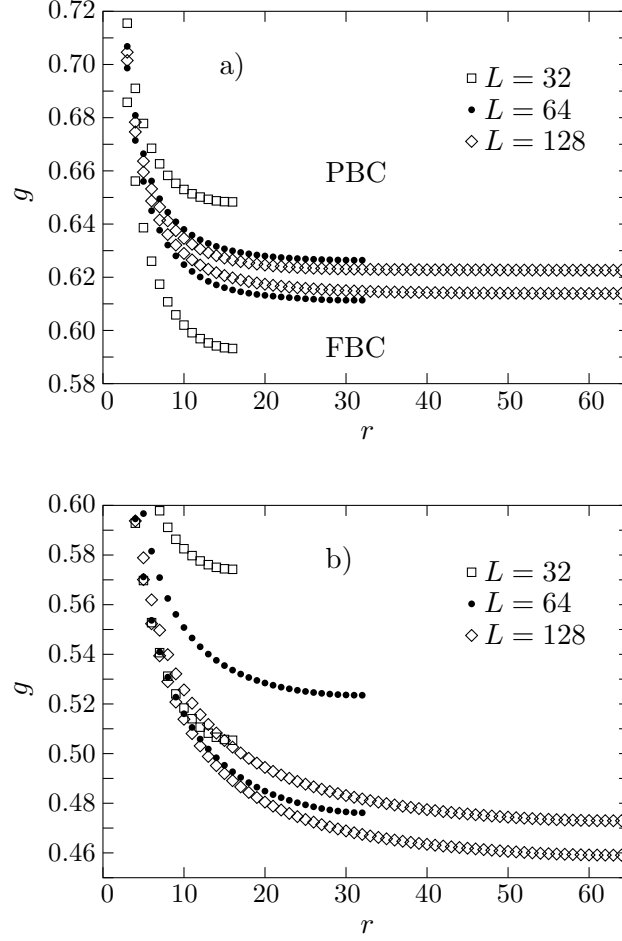 0.72
0.70
0.68
0.66
0.64
0.62
0.60
0.58
g
a)
L = 32
L = 64
L = 128
PBC
FBC
0 10 20 30 40 50 60
r
0.60
0.58
0.56
0.54
0.52
0.50
0.48
0.46
g
b)
L = 32
L = 64
L = 128
0 10 20 30 40 50 60
r